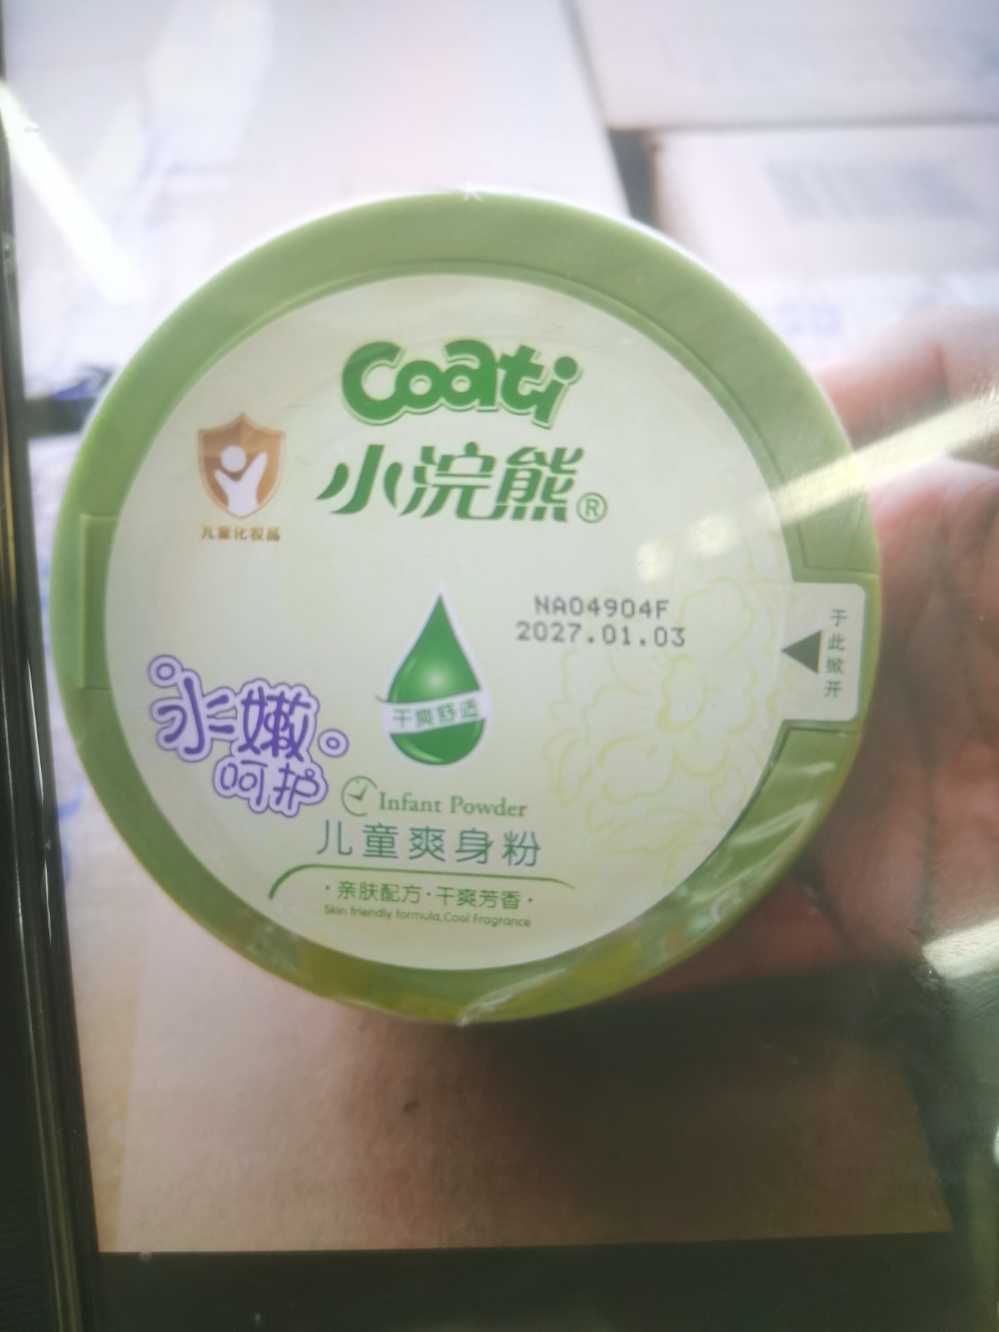 Coati
小浣熊®
儿童化妆品
NA04904F
2027.01.03
于此掀开
干爽舒适
水嫩
呵护
Infant Powder
儿童爽身粉
·亲肤配方·干爽芳香·
Skin friendly formula,Cool Fragrance